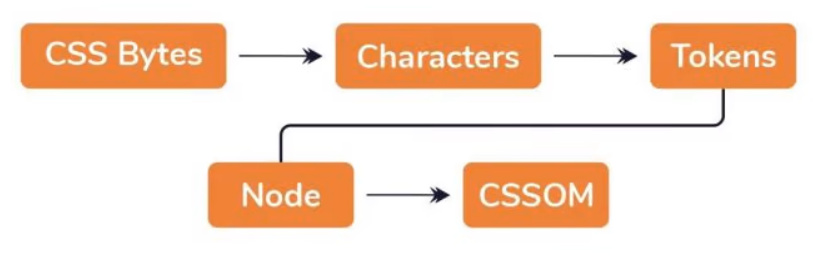 CSS Bytes
Characters
Tokens
Node
CSSOM